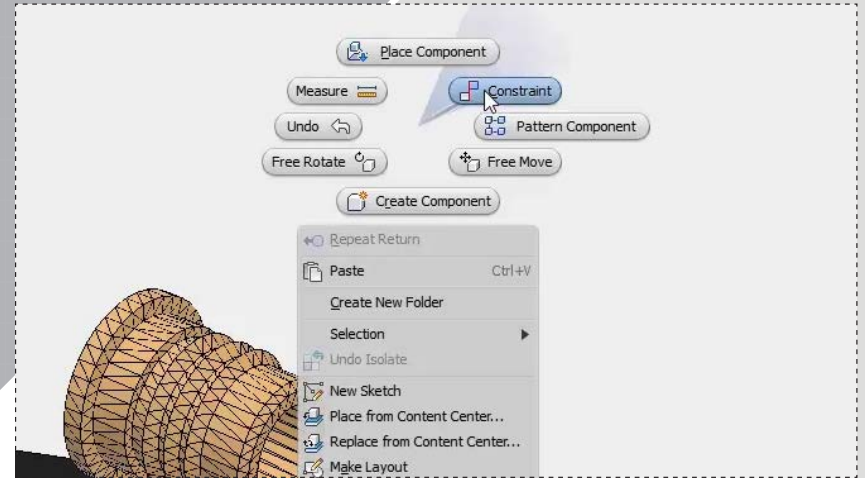 Place Component
Measure
Constraint
Undo
Pattern Component
Free Rotate
Free Move
Create Component
Repeat Return
Paste Ctrl+V
Create New Folder
Selection
Undo Isolate
New Sketch
Place from Content Center...
Replace from Content Center...
Make Layout